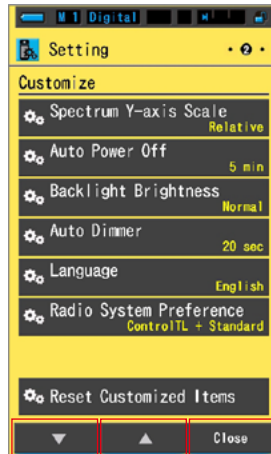 M 1 Digital M
Setting
2
Customize
Spectrum Y-axis Scale
Relative
Auto Power Off
5 min
Backlight Brightness
Normal
Auto Dimmer
20 sec
Language
English
Radio System Preference
ControlTL + Standard
Reset Customized Items
Close